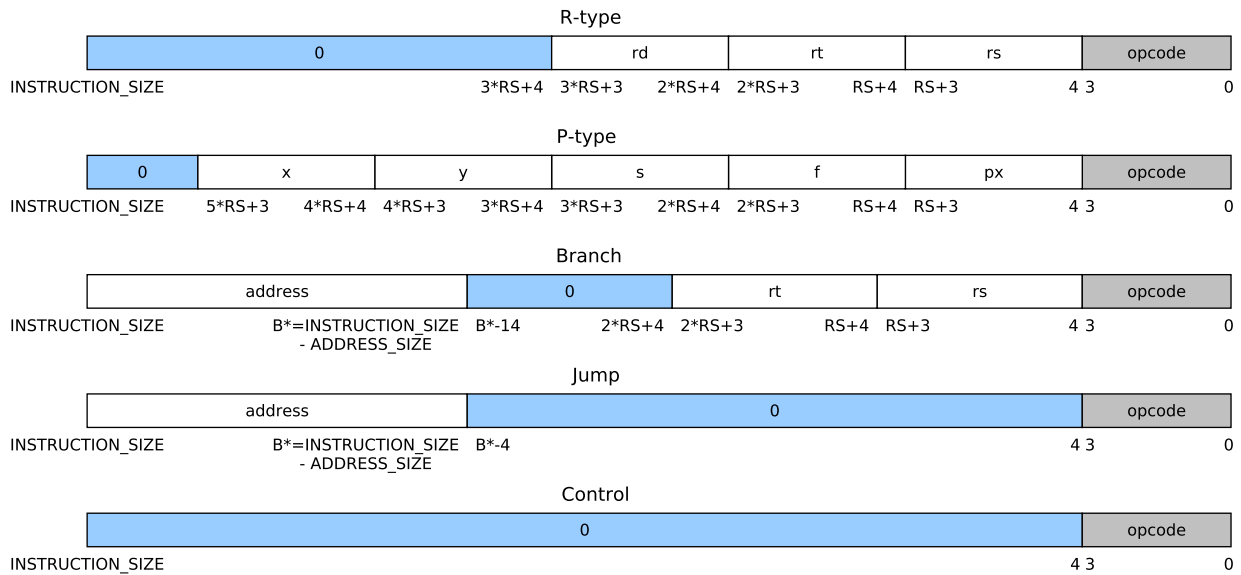 R-type
0 rd rt rs opcode
INSTRUCTION_SIZE 3*RS+4 3*RS+3 2*RS+4 2*RS+3 RS+4 RS+3 4 3 0
P-type
0 x y s f px opcode
INSTRUCTION_SIZE 5*RS+3 4*RS+4 4*RS+3 3*RS+4 3*RS+3 2*RS+4 2*RS+3 RS+4 RS+3 4 3 0
Branch
address 0 rt rs opcode
INSTRUCTION_SIZE B*=INSTRUCTION_SIZE B*-14 2*RS+4 2*RS+3 RS+4 RS+3 4 3 0
- ADDRESS_SIZE
Jump
address 0 opcode
INSTRUCTION_SIZE B*=INSTRUCTION_SIZE B*-4 4 3 0
- ADDRESS_SIZE
Control
0 opcode
INSTRUCTION_SIZE 4 3 0